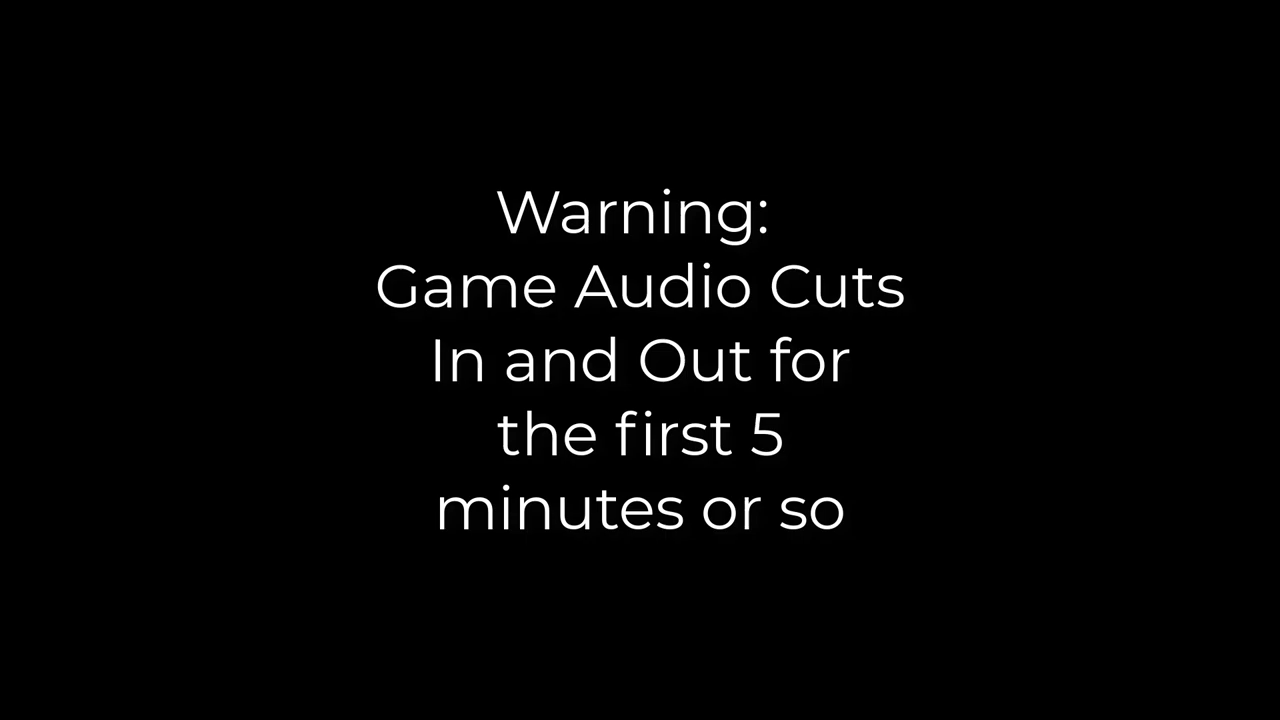 Warning:
Game Audio Cuts
In and Out for
the first 5
minutes or so